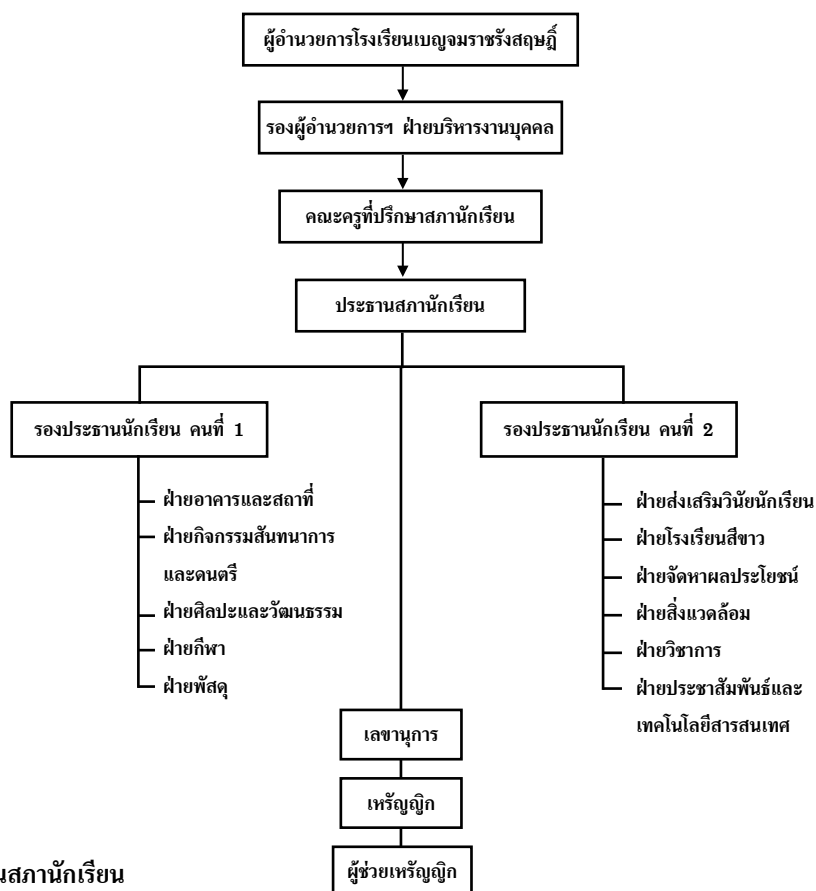 ผู้อำนวยการโรงเรียนเบญจมราชรังสฤษฎิ์
รองผู้อำนวยการฯ ฝ่ายบริหารงานบุคคล
คณะครูที่ปรึกษาสภานักเรียน
ประธานสภานักเรียน
รองประธานนักเรียน คนที่ 1
ฝ่ายอาคารและสถาที่
ฝ่ายกิจกรรมสันทนาการ
และดนตรี
ฝ่ายศิลปะและวัฒนธรรม
ฝ่ายกีฬา
ฝ่ายพัสดุ
รองประธานนักเรียน คนที่ 2
ฝ่ายส่งเสริมวินัยนักเรียน
ฝ่ายโรงเรียนสีขาว
ฝ่ายจัดหาผลประโยชน์
ฝ่ายสิ่งแวดล้อม
ฝ่ายวิชาการ
ฝ่ายประชาสัมพันธ์และ
เทคโนโลยีสารสนเทศ
เลขานุการ
เหรัญญิก
ผู้ช่วยเหรัญญิก
นสภานักเรียน